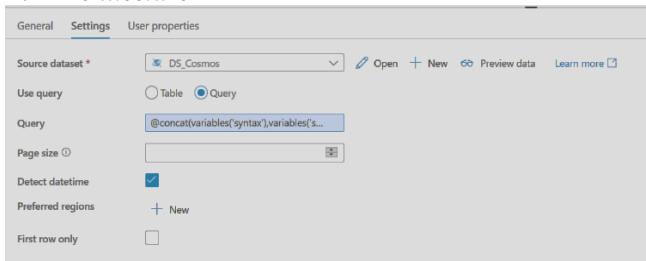 General Settings User properties
Source dataset * DS_Cosmos Open New Preview data Learn more
Use query Table Query
Query @concat(variables('syntax'),variables('s...
Page size
Detect datetime
Preferred regions New
First row only